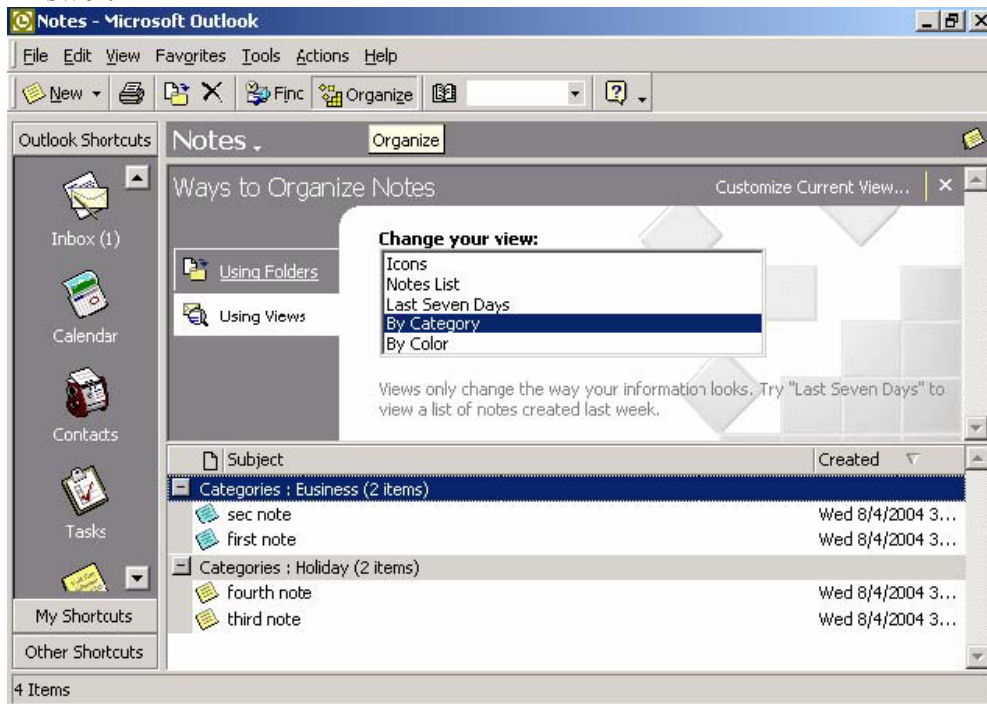 Notes - Microsoft Outlook
File Edit View Favorites Tools Actions Help
New Finc Organize
Outlook Shortcuts
Notes
Organize
Ways to Organize Notes
Customize Current View...
Inbox (1)
Change your view:
Using Folders
Icons
Notes List
Using Views
Last Seven Days
By Category
By Color
Calendar
Views only change the way your information looks. Try "Last Seven Days" to
view a list of notes created last week.
Contacts
Subject Created
Categories : Eusiness (2 items)
sec note Wed 8/4/2004 3...
first note Wed 8/4/2004 3...
Tasks
Categories : Holiday (2 items)
fourth note Wed 8/4/2004 3...
third note Wed 8/4/2004 3...
My Shortcuts
Other Shortcuts
4 Items